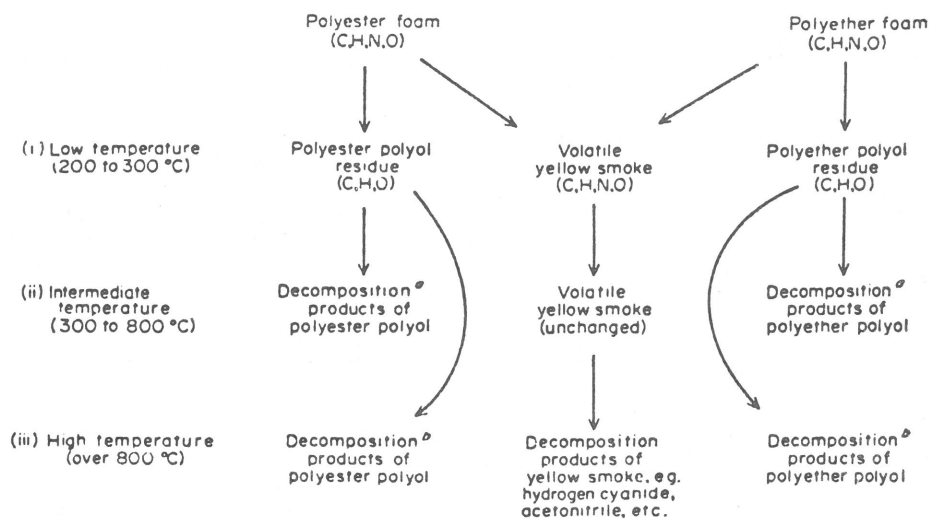 Polyester foam
(C,H,N,O)
Polyether foam
(C,H,N,O)
(i) Low temperature
(200 to 300 °C)
Polyester polyol
residue
(C,H,O)
Volatile
yellow smoke
(C,H,N,O)
Polyether polyol
residue
(C,H,O)
(ii) Intermediate
temperature
(300 to 800 °C)
Decomposition a
products of
polyester polyol
Volatile
yellow smoke
(unchanged)
Decomposition a
products of
polyether polyol
(iii) High temperature
(over 800 °C)
Decomposition b
products of
polyester polyol
Decomposition
products of
yellow smoke, eg.
hydrogen cyanide,
acetonitrile, etc.
Decomposition b
products of
polyether polyol